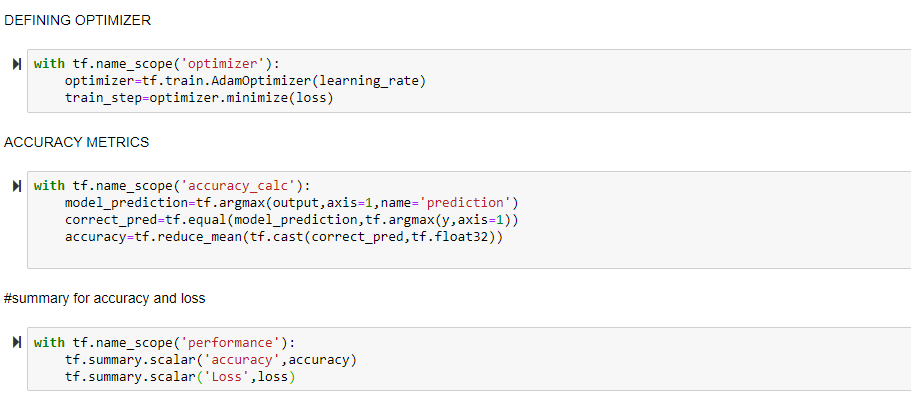 DEFINING OPTIMIZER
with tf.name_scope('optimizer'):
    optimizer=tf.train.AdamOptimizer(learning_rate)
    train_step=optimizer.minimize(loss)
ACCURACY METRICS
with tf.name_scope('accuracy_calc'):
    model_prediction=tf.argmax(output,axis=1,name='prediction')
    correct_pred=tf.equal(model_prediction,tf.argmax(y,axis=1))
    accuracy=tf.reduce_mean(tf.cast(correct_pred,tf.float32))
#summary for accuracy and loss
with tf.name_scope('performance'):
    tf.summary.scalar('accuracy',accuracy)
    tf.summary.scalar('Loss',loss)